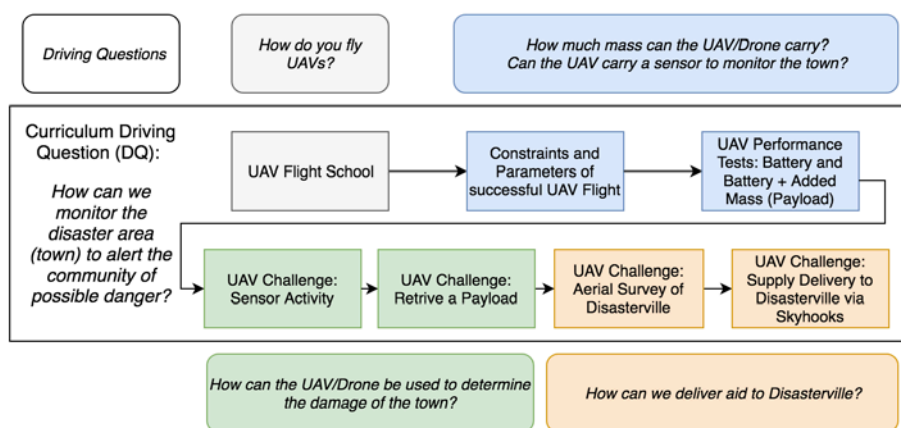 Driving Questions
How do you fly
UAVs?
How much mass can the UAV/Drone carry?
Can the UAV carry a sensor to monitor the town?
Curriculum Driving
Question (DQ):
How can we
monitor the
disaster area
(town) to alert the
community of
possible danger?
UAV Flight School
Constraints and
Parameters of
successful UAV Flight
UAV Performance
Tests: Battery and
Battery + Added
Mass (Payload)
UAV Challenge:
Sensor Activity
UAV Challenge:
Retrive a Payload
UAV Challenge:
Aerial Survey of
Disasterville
UAV Challenge:
Supply Delivery to
Disasterville via
Skyhooks
How can the UAV/Drone be used to determine
the damage of the town?
How can we deliver aid to Disasterville?